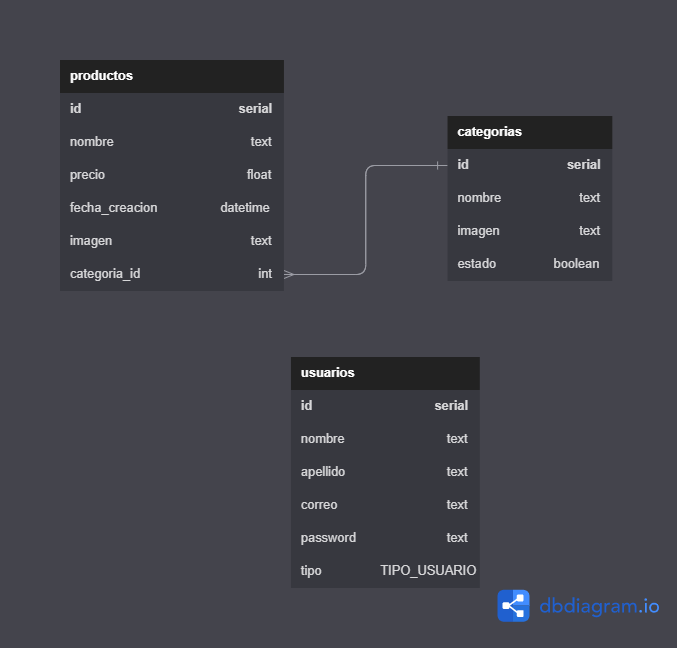 productos
id serial
nombre text
precio float
fecha_creacion datetime
imagen text
categoria_id int
categorias
id serial
nombre text
imagen text
estado boolean
usuarios
id serial
nombre text
apellido text
correo text
password text
tipo TIPO_USUARIO
dbdiagram.io